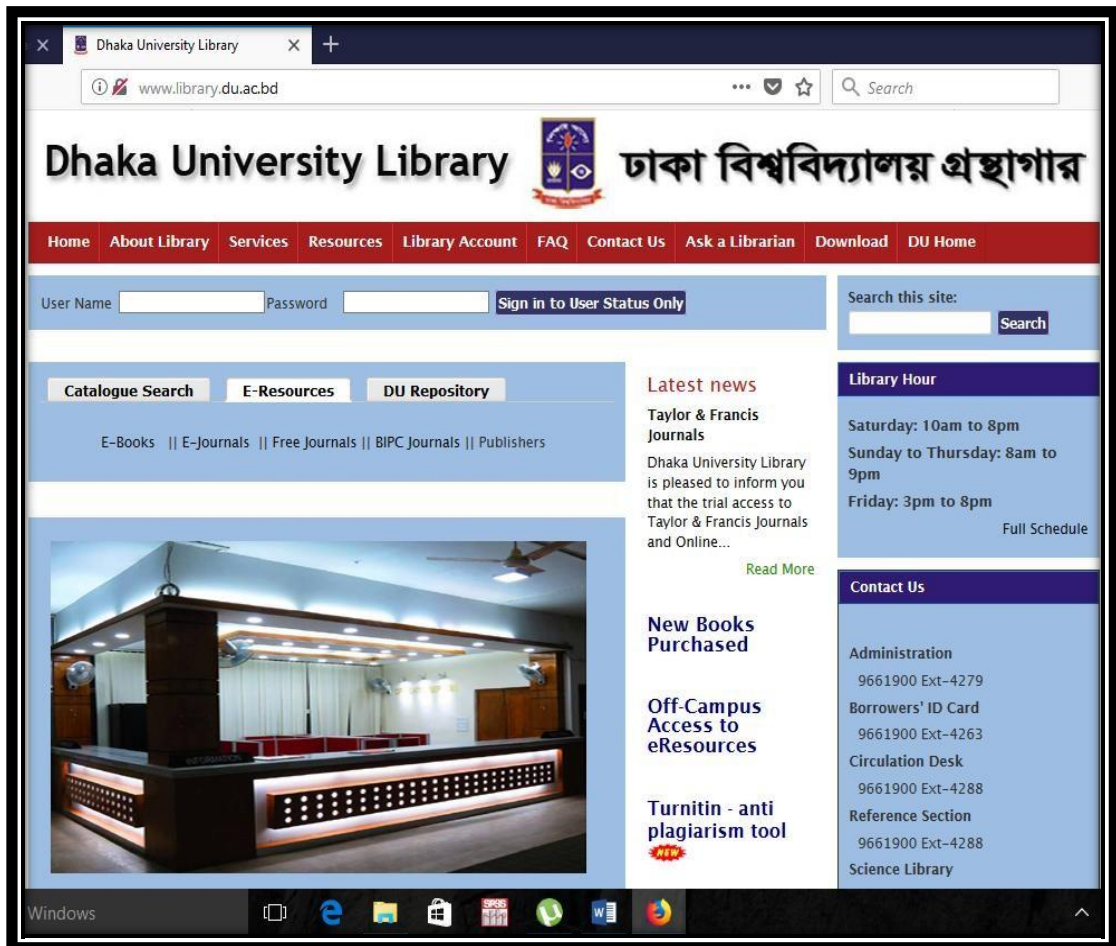 Dhaka University Library
www.library.du.ac.bd
Search
Dhaka University Library
ঢাকা বিশ্ববিদ্যালয় গ্রন্থাগার
Home About Library Services Resources Library Account FAQ Contact Us Ask a Librarian Download DU Home
User Name Password Sign in to User Status Only
Search this site:
Search
Catalogue Search E-Resources DU Repository
E-Books || E-Journals || Free Journals || BIPC Journals || Publishers
Latest news
Taylor & Francis
Journals
Dhaka University Library
is pleased to inform you
that the trial access to
Taylor & Francis Journals
and Online...
Read More
New Books
Purchased
Off-Campus
Access to
eResources
Turnitin - anti
plagiarism tool
NEW
Library Hour
Saturday: 10am to 8pm
Sunday to Thursday: 8am to
9pm
Friday: 3pm to 8pm
Full Schedule
Contact Us
Administration
9661900 Ext-4279
Borrowers' ID Card
9661900 Ext-4263
Circulation Desk
9661900 Ext-4288
Reference Section
9661900 Ext-4288
Science Library
INFORMATION
Windows
SPSS